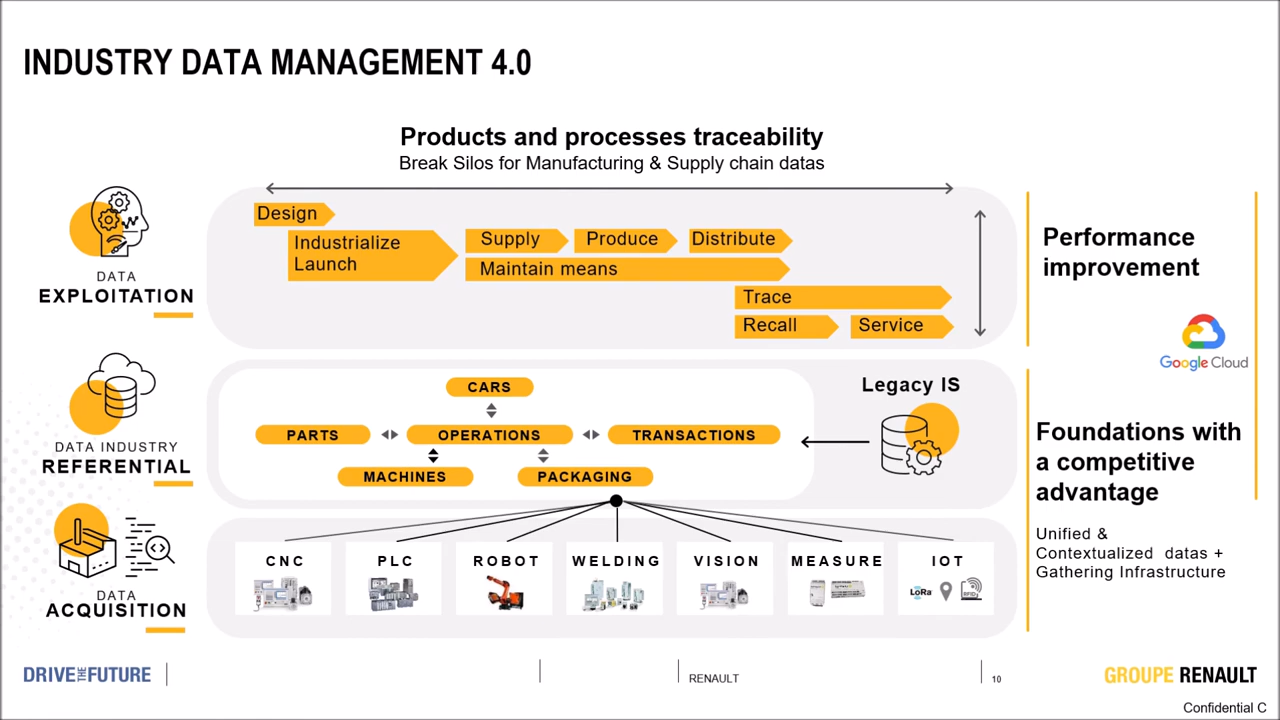 INDUSTRY DATA MANAGEMENT 4.0
Products and processes traceability
Break Silos for Manufacturing & Supply chain datas
DATA
EXPLOITATION
Design
Industrialize
Launch
Supply
Produce
Distribute
Maintain means
Trace
Recall
Service
Performance
improvement
Google Cloud
DATA INDUSTRY
REFERENTIAL
CARS
PARTS
OPERATIONS
TRANSACTIONS
MACHINES
PACKAGING
Legacy IS
Foundations with
a competitive
advantage
Unified &
Contextualized datas +
Gathering Infrastructure
DATA
ACQUISITION
CNC
PLC
ROBOT
WELDING
VISION
MEASURE
IOT
LoRa
RFID
DRIVE THE FUTURE
RENAULT
10
GROUPE RENAULT
Confidential C